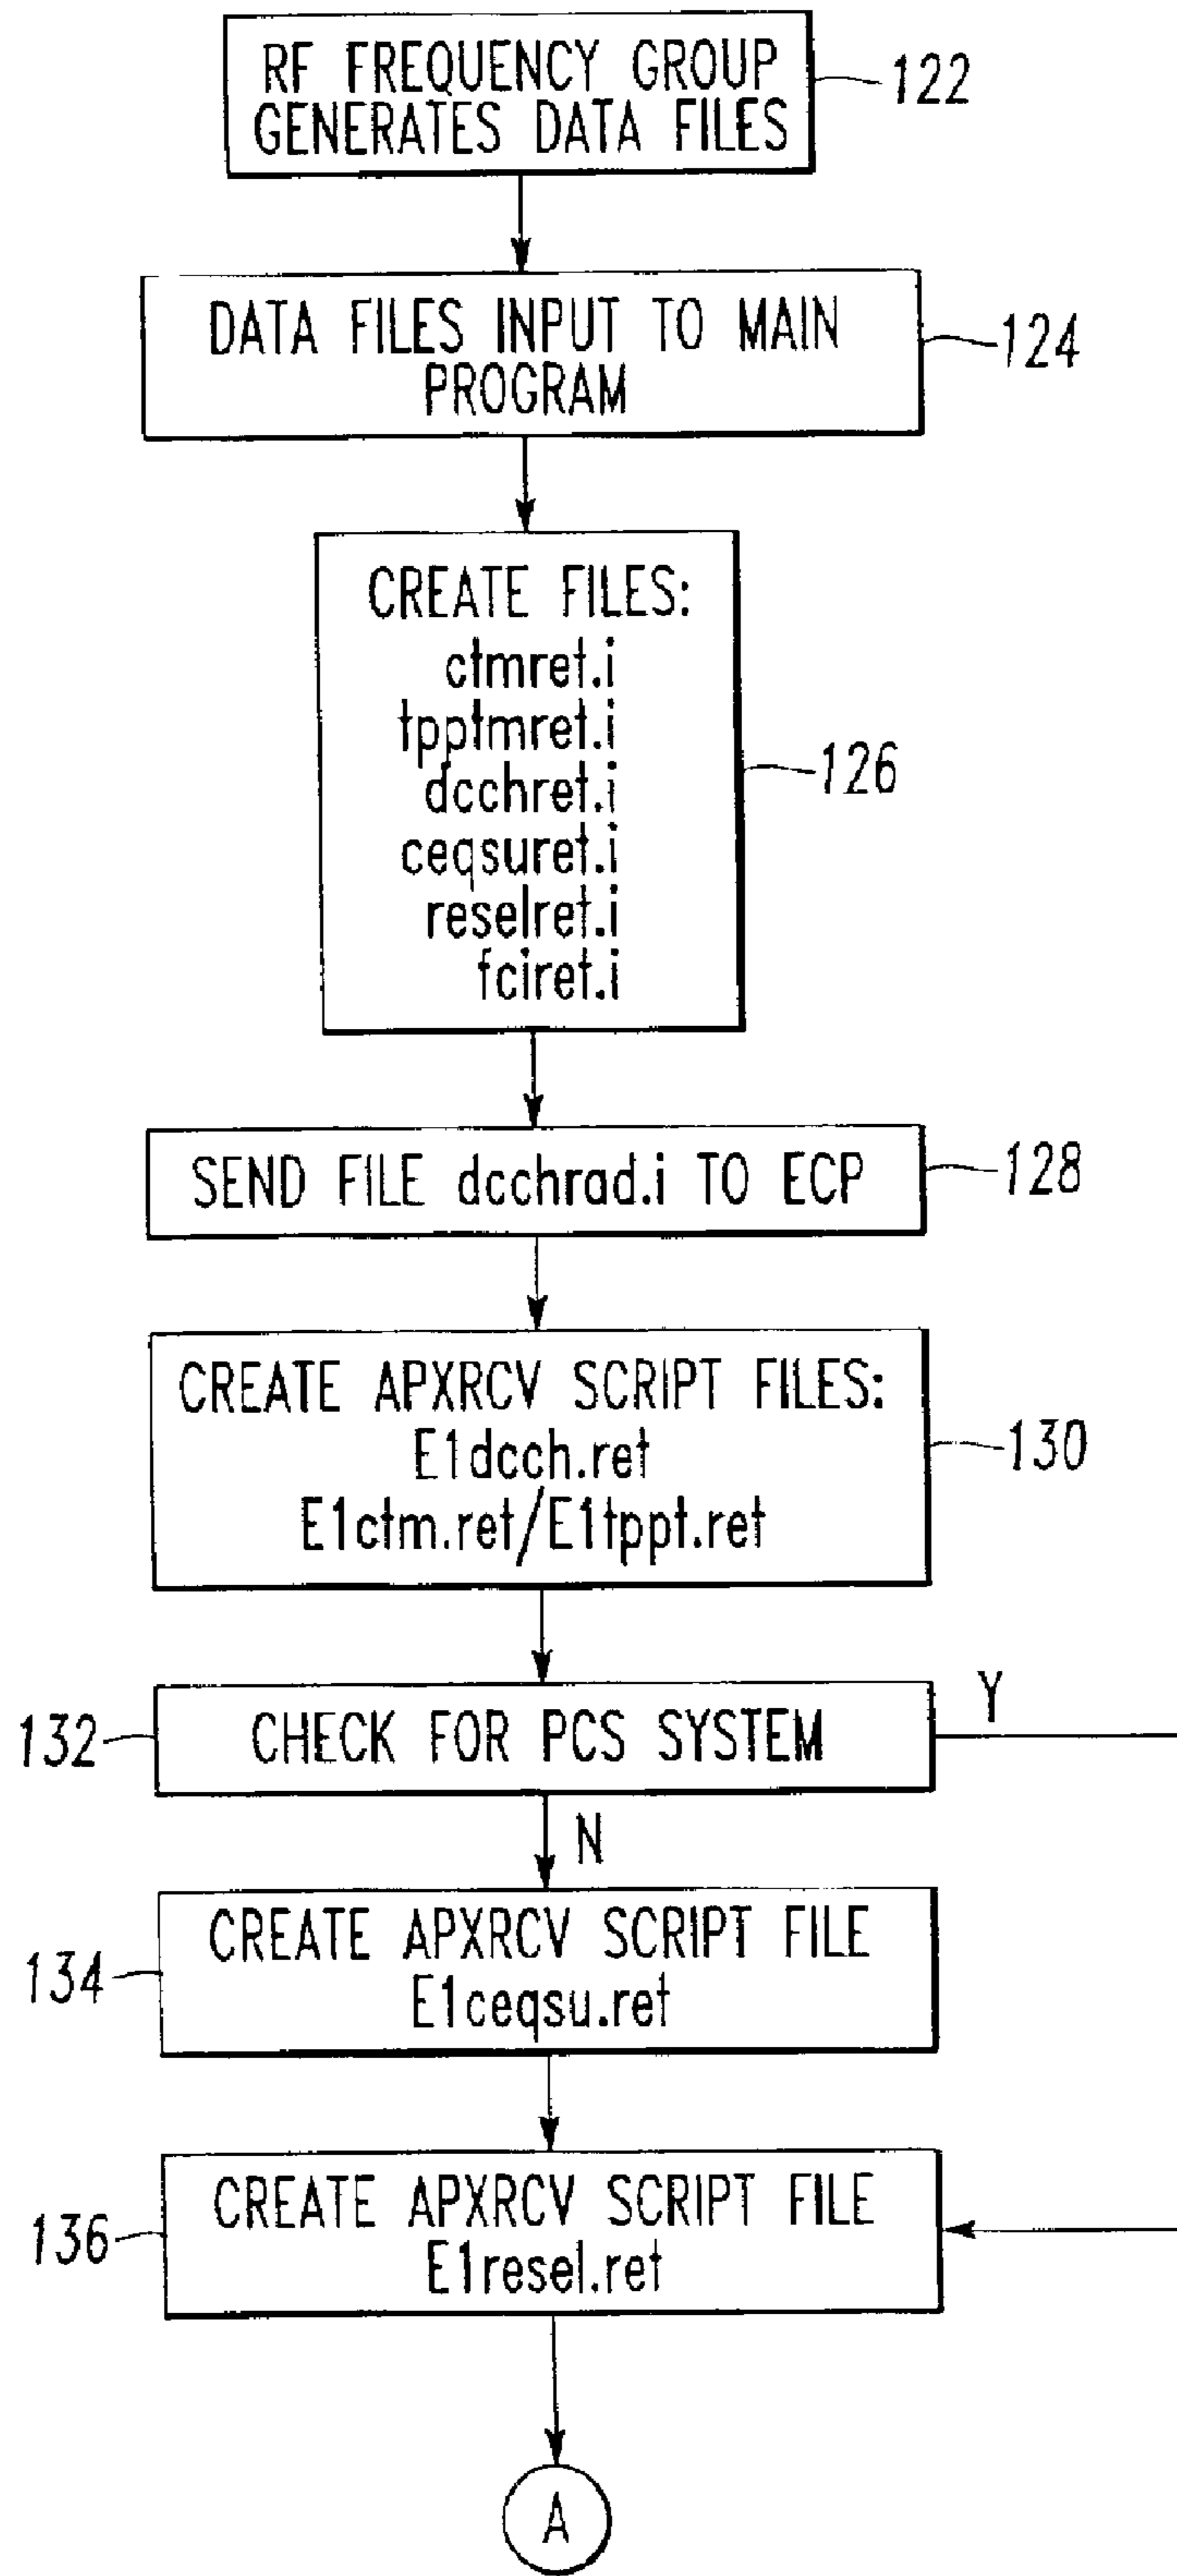 RF FREQUENCY GROUP
GENERATES DATA FILES
122
DATA FILES INPUT TO MAIN
PROGRAM
124
CREATE FILES:
ctmret.i
tpptmret.i
dcchret.i
ceqsuret.i
reselret.i
fciret.i
126
SEND FILE dcchrad.i TO ECP
128
CREATE APXRCV SCRIPT FILES:
E1dcch.ret
E1ctm.ret/E1tppt.ret
130
132
CHECK FOR PCS SYSTEM
Y
N
CREATE APXRCV SCRIPT FILE
E1ceqsu.ret
134
CREATE APXRCV SCRIPT FILE
E1resel.ret
136
A